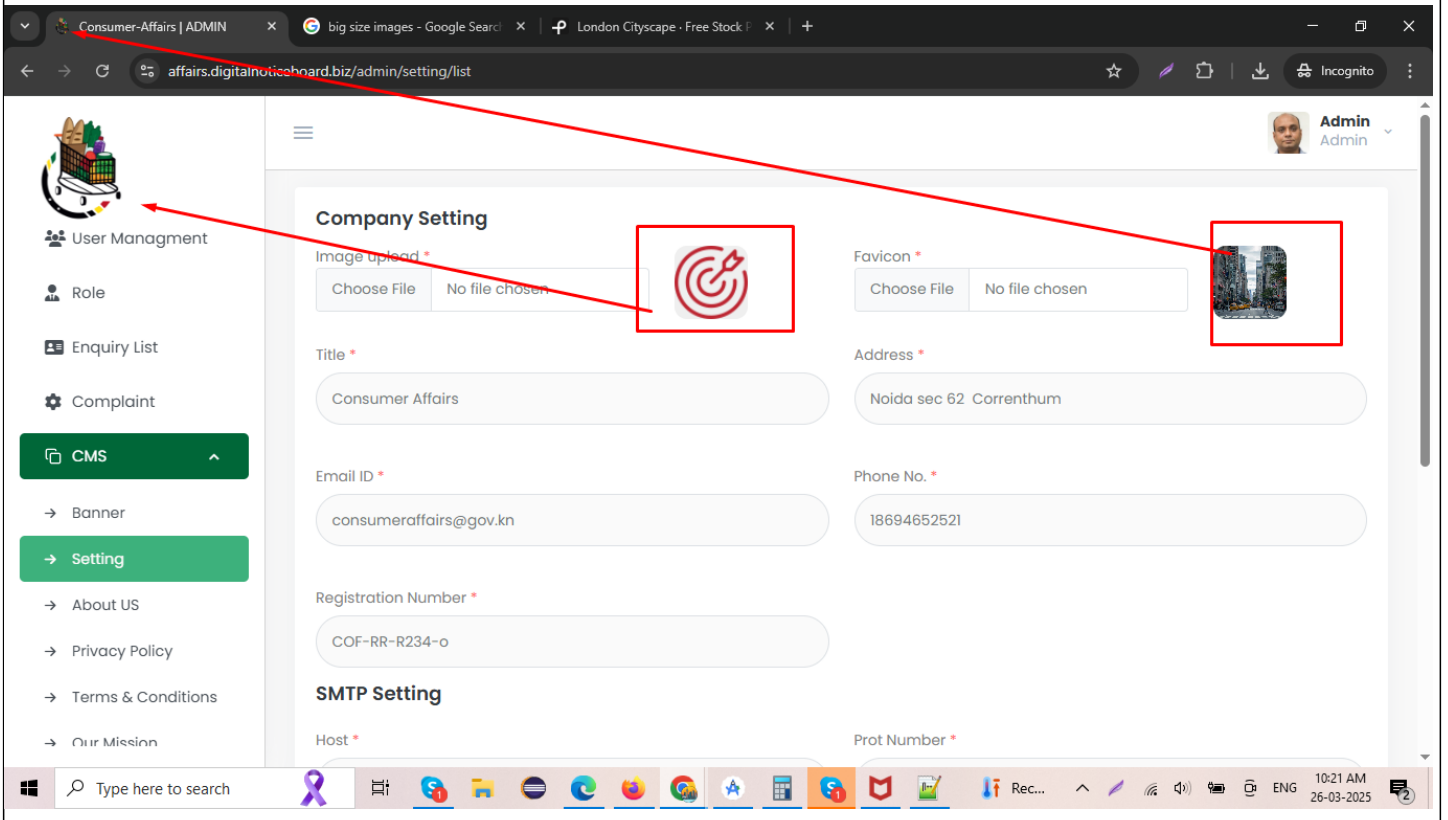 Consumer-Affairs | ADMIN
big size images - Google Search
London Cityscape · Free Stock P
affairs.digitalnoticeboard.biz/admin/setting/list
Incognito
Admin
Admin
Company Setting
User Managment
Role
Enquiry List
Complaint
CMS
Banner
Setting
About US
Privacy Policy
Terms & Conditions
Our Mission
Image upload *
Choose File No file chosen
Favicon *
Choose File No file chosen
Title *
Consumer Affairs
Address *
Noida sec 62 Correnthum
Email ID *
consumeraffairs@gov.kn
Phone No. *
18694652521
Registration Number *
COF-RR-R234-o
SMTP Setting
Host *
Prot Number *
Type here to search
1
1
Rec...
ENG
10:21 AM
26-03-2025
2